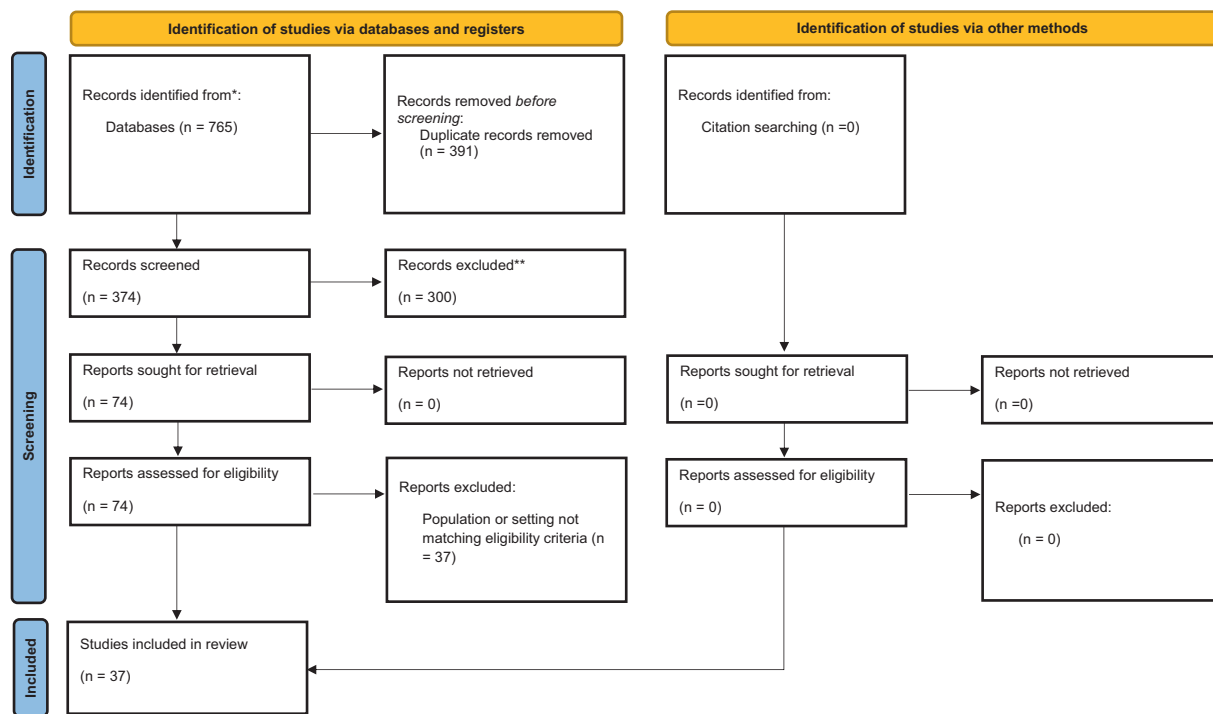 Identification of studies via databases and registers
Identification of studies via other methods
Identification
Records identified from*:
Databases (n = 765)
Records removed before
screening:
Duplicate records removed
(n = 391)
Records identified from:
Citation searching (n =0)
Screening
Records screened
(n = 374)
Records excluded**
(n = 300)
Reports sought for retrieval
(n = 74)
Reports not retrieved
(n = 0)
Reports sought for retrieval
(n =0)
Reports not retrieved
(n =0)
Reports assessed for eligibility
(n = 74)
Reports excluded:
Population or setting not
matching eligibility criteria (n
= 37)
Reports assessed for eligibility
(n = 0)
Reports excluded:
(n = 0)
Included
Studies included in review
(n = 37)